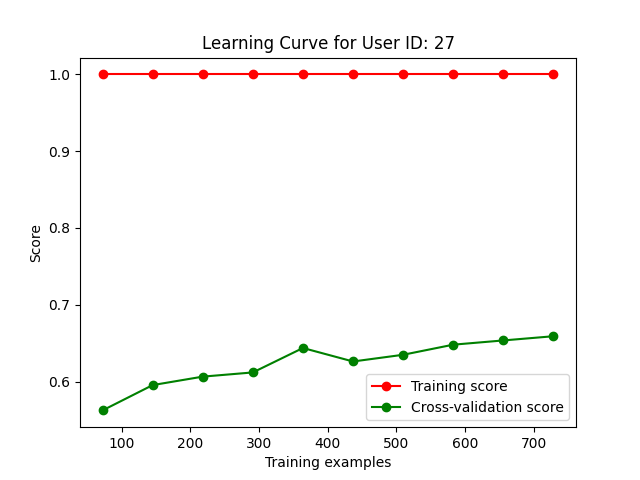 Learning Curve for User ID: 27
1.0
0.9
0.8
0.7
0.6
Score
100 200 300 400 500 600 700
Training examples
Training score
Cross-validation score